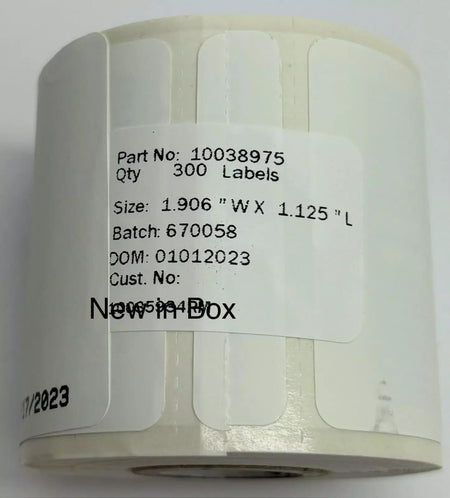 Part No: 10038975
Qty 300 Labels
Size: 1.906 " W X 1.125 " L
Batch: 670058
DOM: 01012023
Cust. No:
New in Box
/2023